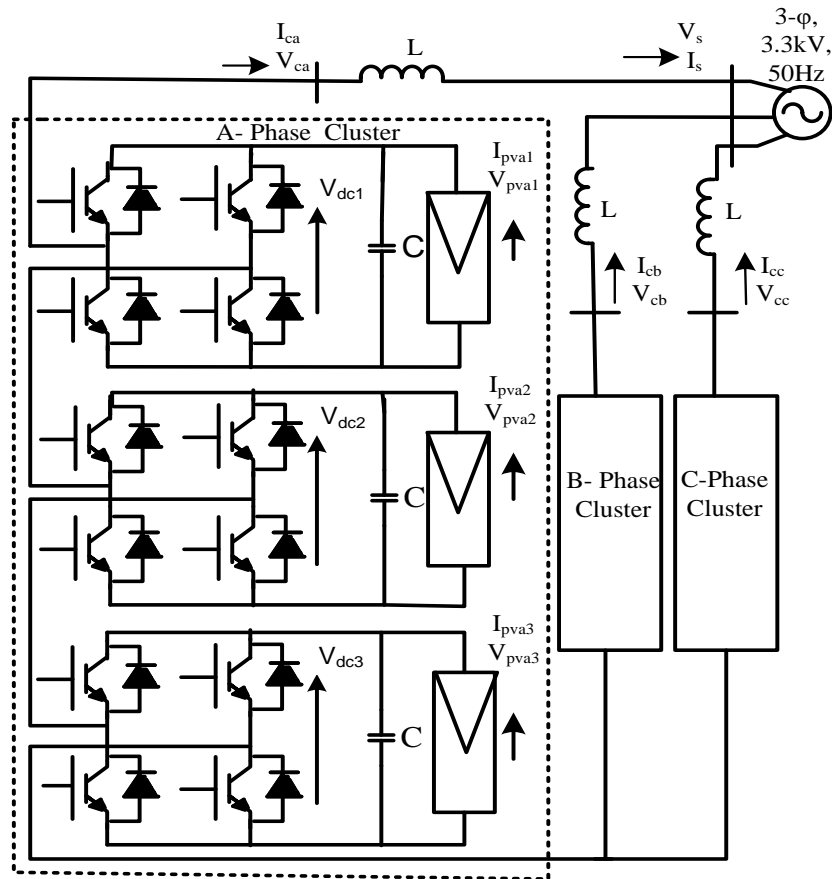 I_ca
V_ca
L
V_s
I_s
3-φ,
3.3kV,
50Hz
A- Phase Cluster
V_dc1
C
I_pva1
V_pva1
L
L
I_cb
V_cb
I_cc
V_cc
V_dc2
C
I_pva2
V_pva2
B- Phase
Cluster
C-Phase
Cluster
V_dc3
C
I_pva3
V_pva3